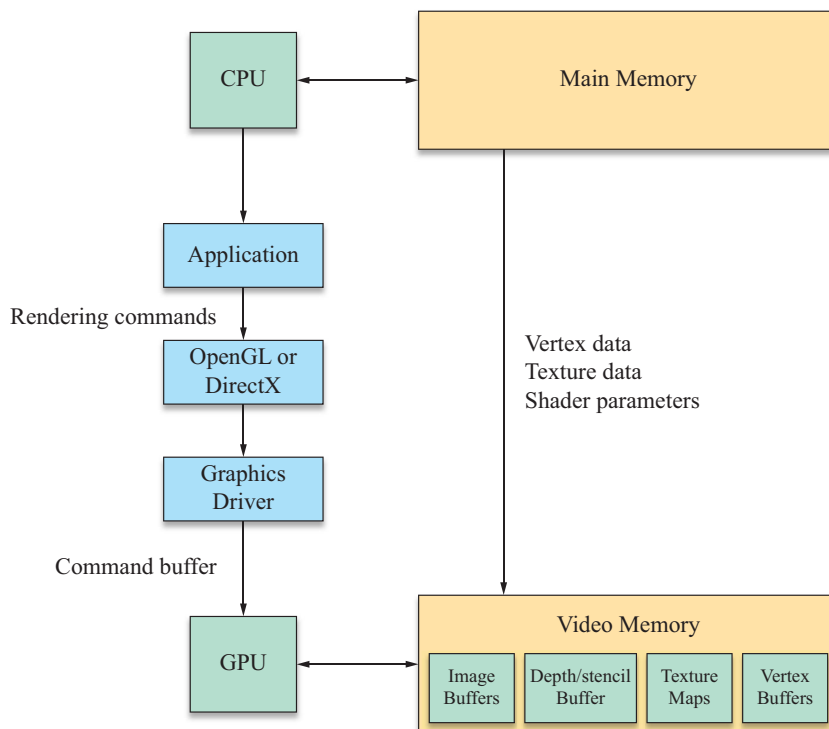 CPU
Main Memory
Application
Rendering commands
OpenGL or
DirectX
Vertex data
Texture data
Shader parameters
Graphics
Driver
Command buffer
GPU
Video Memory
Image
Buffers
Depth/stencil
Buffer
Texture
Maps
Vertex
Buffers